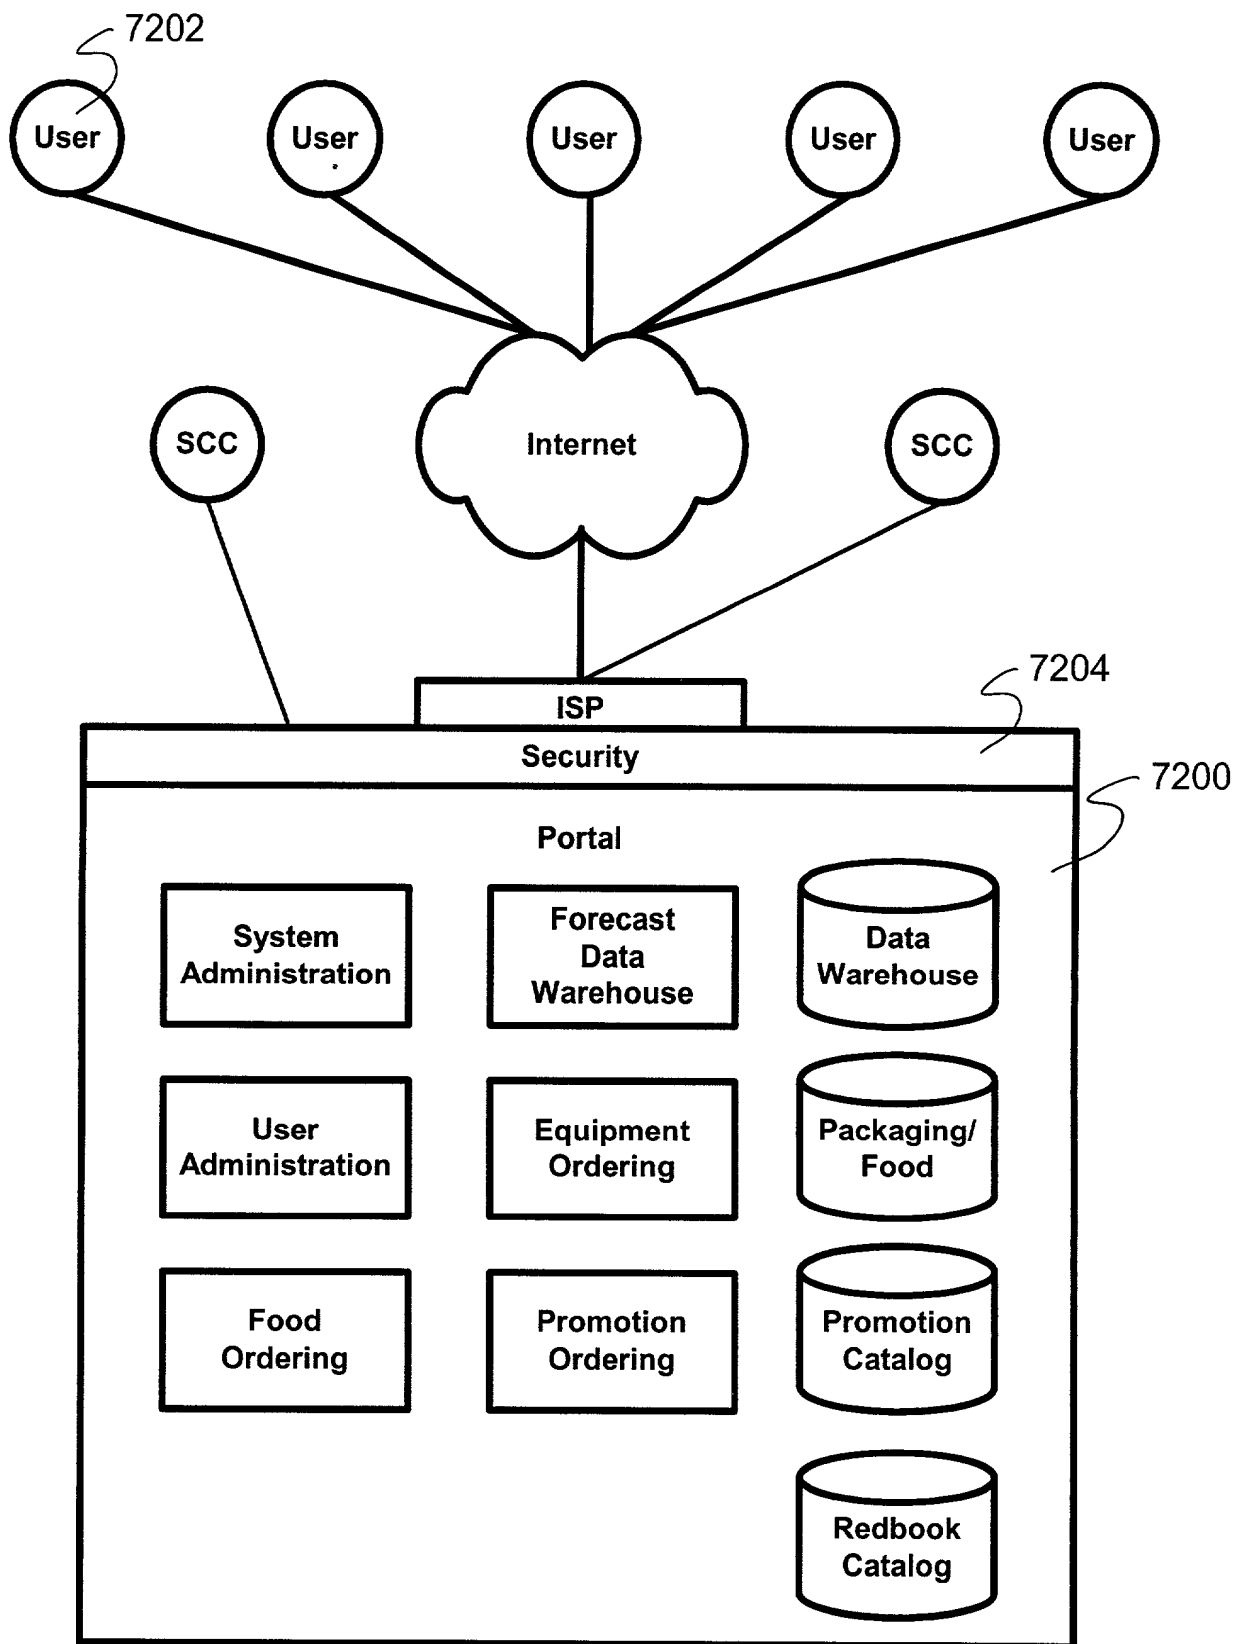 7202
User
User
User
User
User
SCC
Internet
SCC
ISP
7204
Security
7200
Portal
System
Administration
Forecast
Data
Warehouse
Data
Warehouse
User
Administration
Equipment
Ordering
Packaging/
Food
Food
Ordering
Promotion
Ordering
Promotion
Catalog
Redbook
Catalog